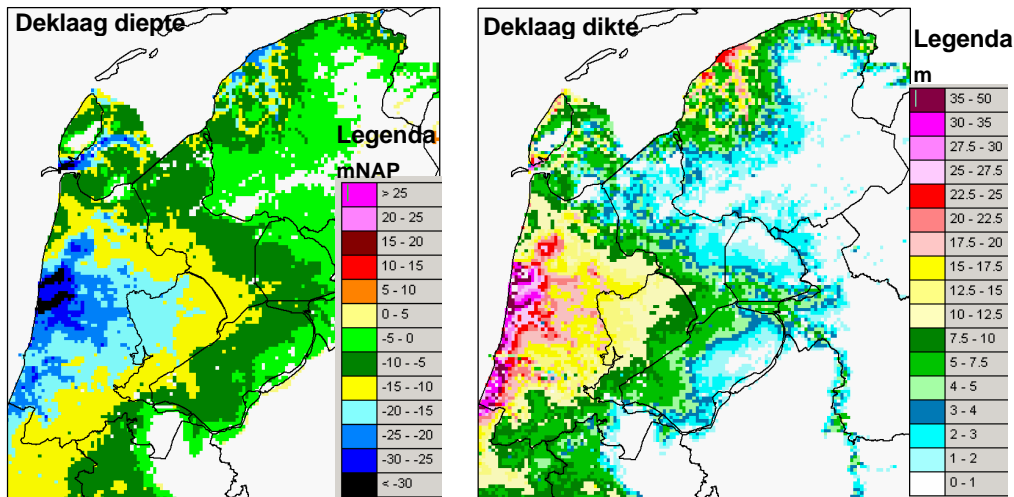 Deklaag diepte
Legenda
mNAP
> 25
20 - 25
15 - 20
10 - 15
5 - 10
0 - 5
-5 - 0
-10 - -5
-15 - -10
-20 - -15
-25 - -20
-30 - -25
< -30
Deklaag dikte
Legenda
m
35 - 50
30 - 35
27.5 - 30
25 - 27.5
22.5 - 25
20 - 22.5
17.5 - 20
15 - 17.5
12.5 - 15
10 - 12.5
7.5 - 10
5 - 7.5
4 - 5
3 - 4
2 - 3
1 - 2
0 - 1